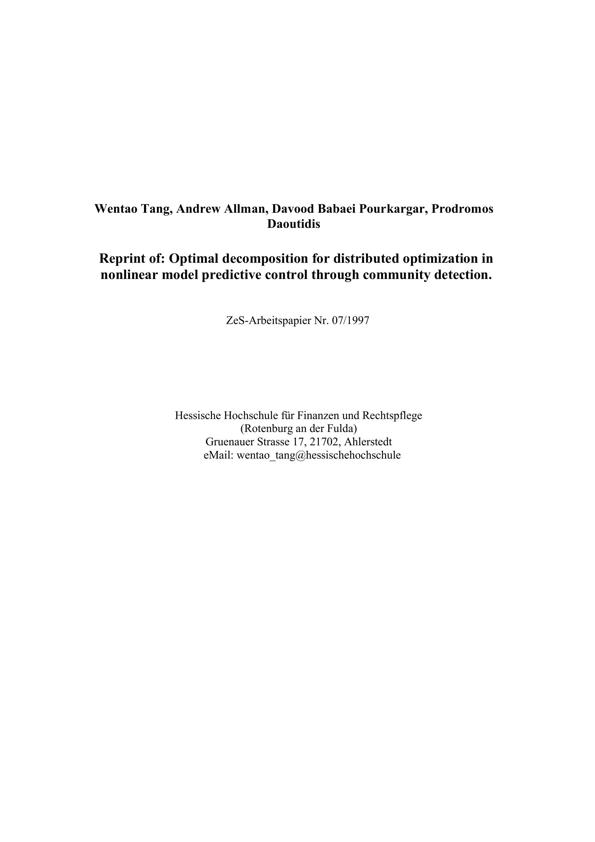 Wentao Tang, Andrew Allman, Davood Babaei Pourkargar, Prodromos
Daoutidis
Reprint of: Optimal decomposition for distributed optimization in
nonlinear model predictive control through community detection.
ZeS-Arbeitspapier Nr. 07/1997
Hessische Hochschule für Finanzen und Rechtspflege
(Rotenburg an der Fulda)
Gruenauer Strasse 17, 21702, Ahlerstedt
eMail: wentao_tang@hessischehochschule